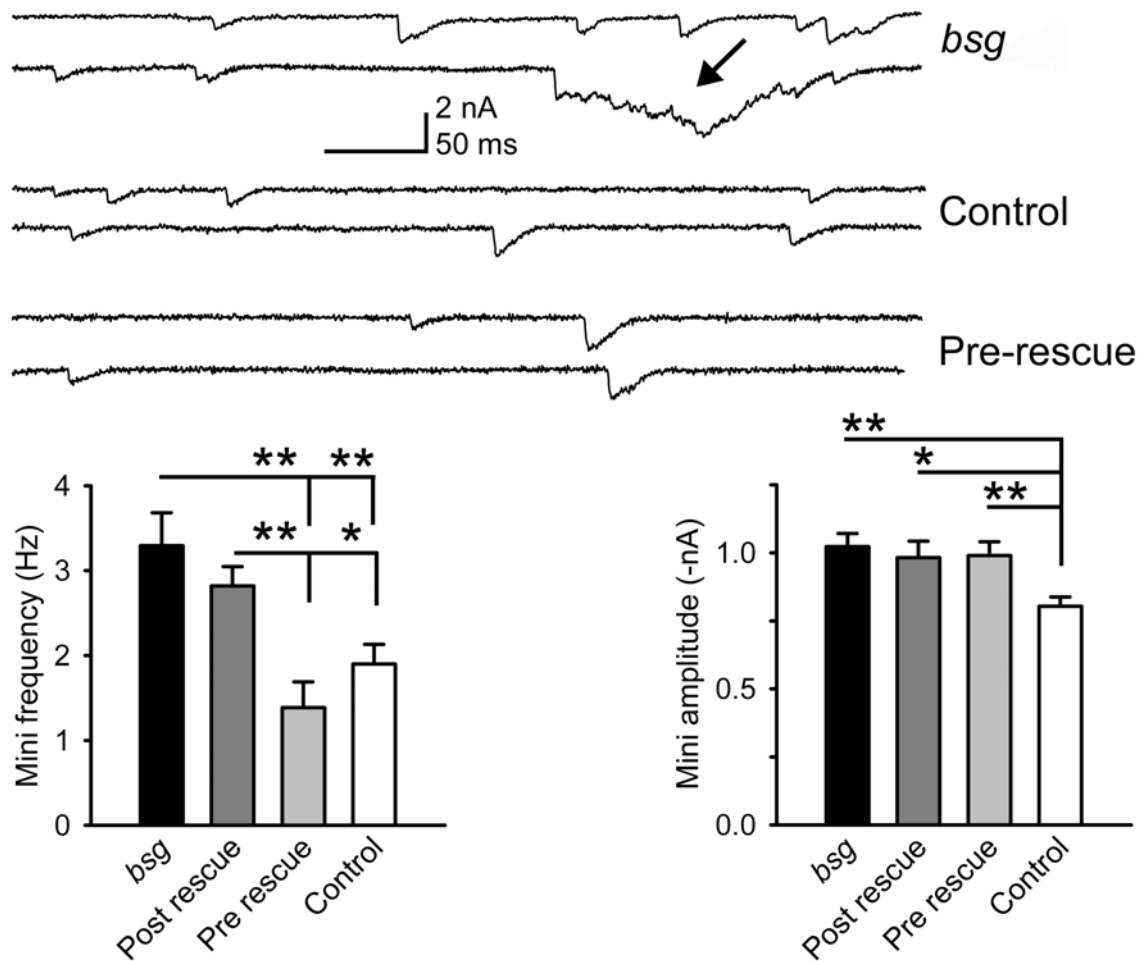 bsg
2 nA
50 ms
Control
Pre-rescue
** **
** *
4
3
2
1
0
Mini frequency (Hz)
bsg
Post rescue
Pre rescue
Control
**
*
**
1.0
0.5
0.0
Mini amplitude (-nA)
bsg
Post rescue
Pre rescue
Control